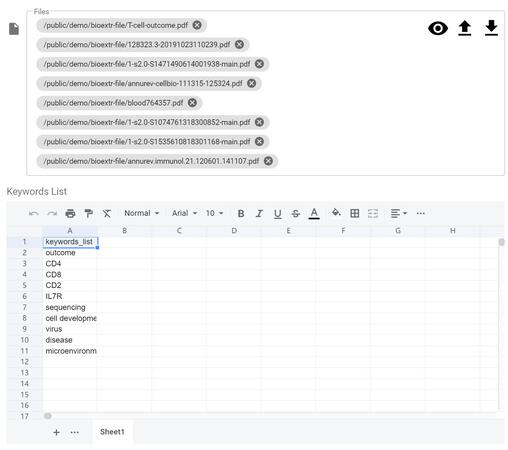 Files
/public/demo/bioextr-file/T-cell-outcome.pdf
/public/demo/bioextr-file/128323.3-20191023110239.pdf
/public/demo/bioextr-file/1-s2.0-S1471490614001938-main.pdf
/public/demo/bioextr-file/annurev-cellbio-111315-125324.pdf
/public/demo/bioextr-file/blood764357.pdf
/public/demo/bioextr-file/1-s2.0-S1074761318300852-main.pdf
/public/demo/bioextr-file/1-s2.0-S1535610818301168-main.pdf
/public/demo/bioextr-file/annurev.immunol.21.120601.141107.pdf
Keywords List
Normal Arial 10 B I U S A
A B C D E F G H
1 keywords_list
2 outcome
3 CD4
4 CD8
5 CD2
6 IL7R
7 sequencing
8 cell developme
9 virus
10 disease
11 microenvironm
12
13
14
15
16
17
+ ••• Sheet1